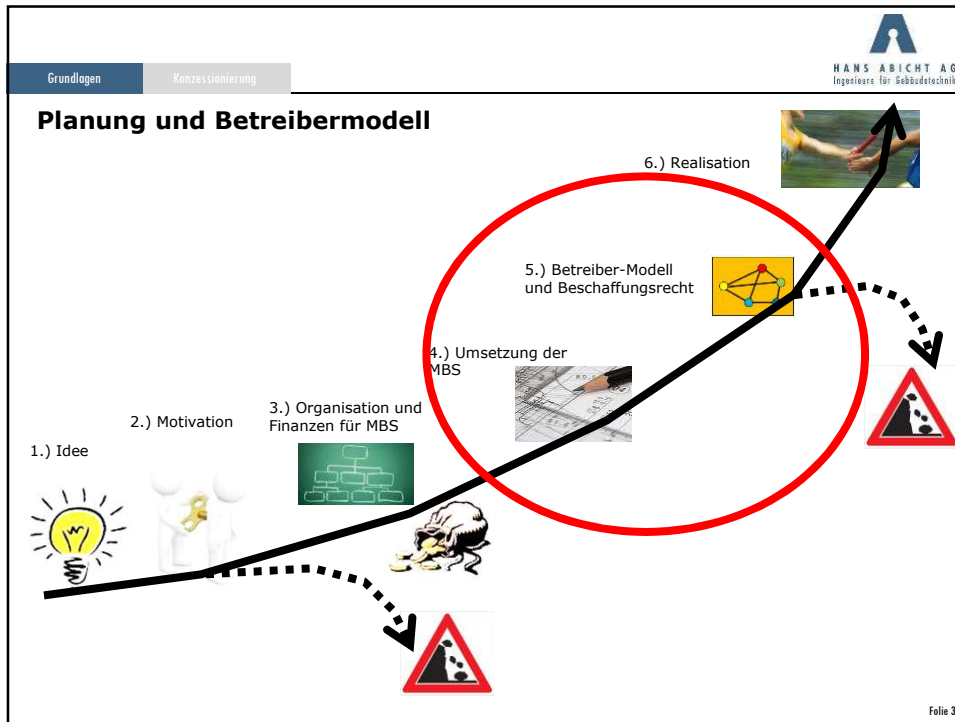 HANS ABICHT AG
Ingenieure für Gebäudetechnik
Grundlagen
Konzessionierung
Planung und Betreibermodell
6.) Realisation
5.) Betreiber-Modell
und Beschaffungsrecht
4.) Umsetzung der
MBS
3.) Organisation und
Finanzen für MBS
2.) Motivation
1.) Idee
Folie 3